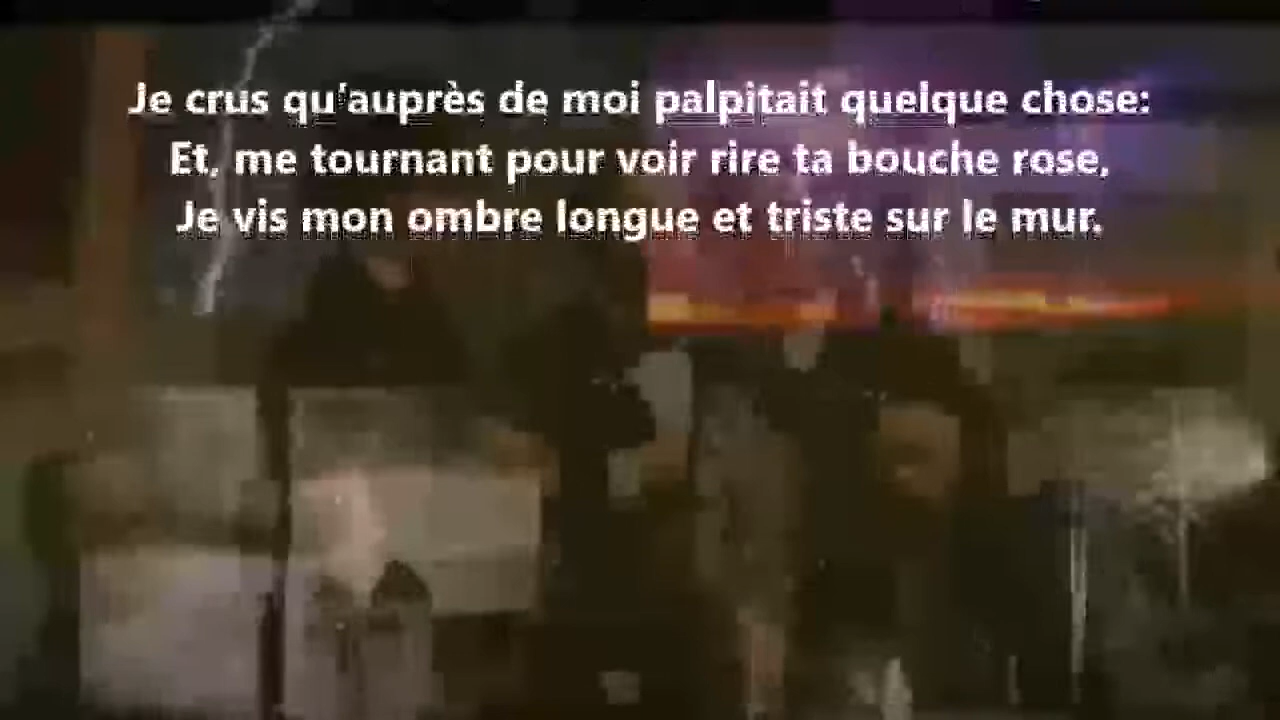 Je crus qu'auprès de moi palpitait quelque chose:
Et, me tournant pour voir rire ta bouche rose,
Je vis mon ombre longue et triste sur le mur.